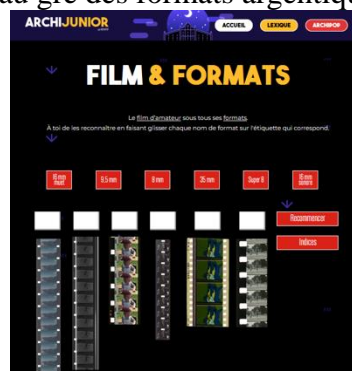 au gré des formats argentiqu
ARCHIJUNIOR
ACCUEIL
LEXIQUE
ARCHIPOP
FILM & FORMATS
Le film d'amateur sous tous ses formats.
À toi de les reconnaître en faisant glisser chaque nom de format sur l'étiquette qui correspond.
16 mm muet
9,5 mm
8 mm
35 mm
Super 8
16 mm sonore
Recommencer
Indices